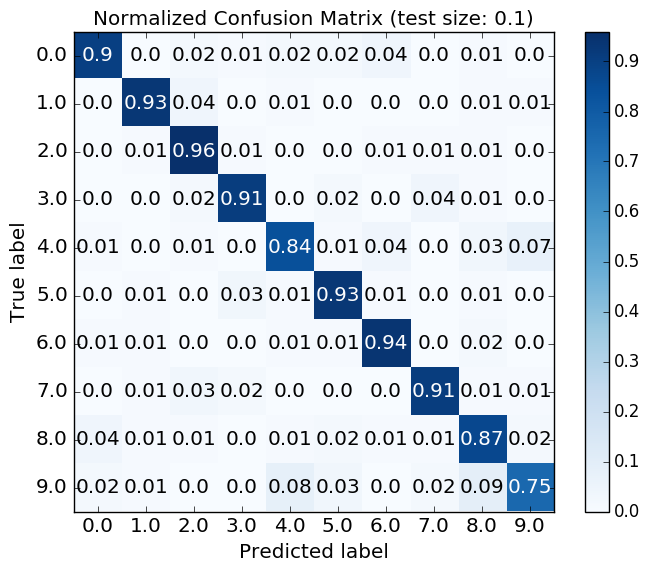 Normalized Confusion Matrix (test size: 0.1)
0.0 0.9 0.0 0.02 0.01 0.02 0.02 0.04 0.0 0.01 0.0
1.0 0.0 0.93 0.04 0.0 0.01 0.0 0.0 0.0 0.01 0.01
2.0 0.0 0.01 0.96 0.01 0.0 0.0 0.01 0.01 0.01 0.0
3.0 0.0 0.0 0.02 0.91 0.0 0.02 0.0 0.04 0.01 0.0
4.0 0.01 0.0 0.01 0.0 0.84 0.01 0.04 0.0 0.03 0.07
5.0 0.0 0.01 0.0 0.03 0.01 0.93 0.01 0.0 0.01 0.0
6.0 0.01 0.01 0.0 0.0 0.01 0.01 0.94 0.0 0.02 0.0
7.0 0.0 0.01 0.03 0.02 0.0 0.0 0.0 0.91 0.01 0.01
8.0 0.04 0.01 0.01 0.0 0.01 0.02 0.01 0.01 0.87 0.02
9.0 0.02 0.01 0.0 0.0 0.08 0.03 0.0 0.02 0.09 0.75
0.0 1.0 2.0 3.0 4.0 5.0 6.0 7.0 8.0 9.0
Predicted label
True label
0.9
0.8
0.7
0.6
0.5
0.4
0.3
0.2
0.1
0.0